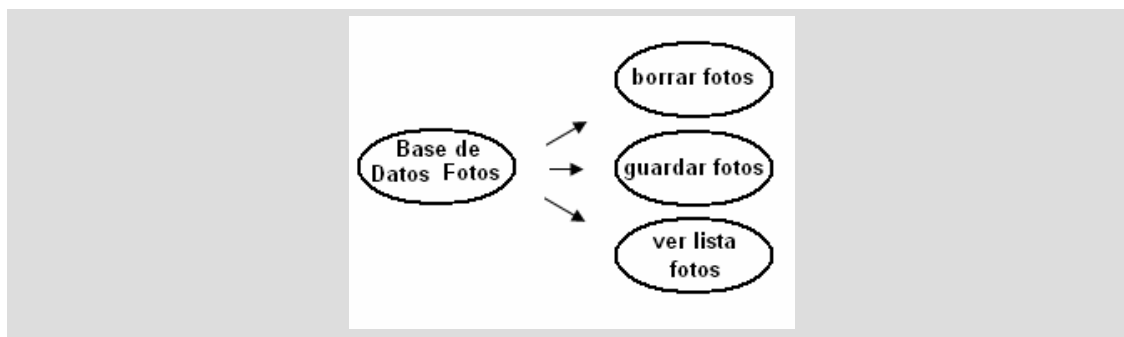 borrar fotos
Base de
Datos Fotos
guardar fotos
ver lista
fotos